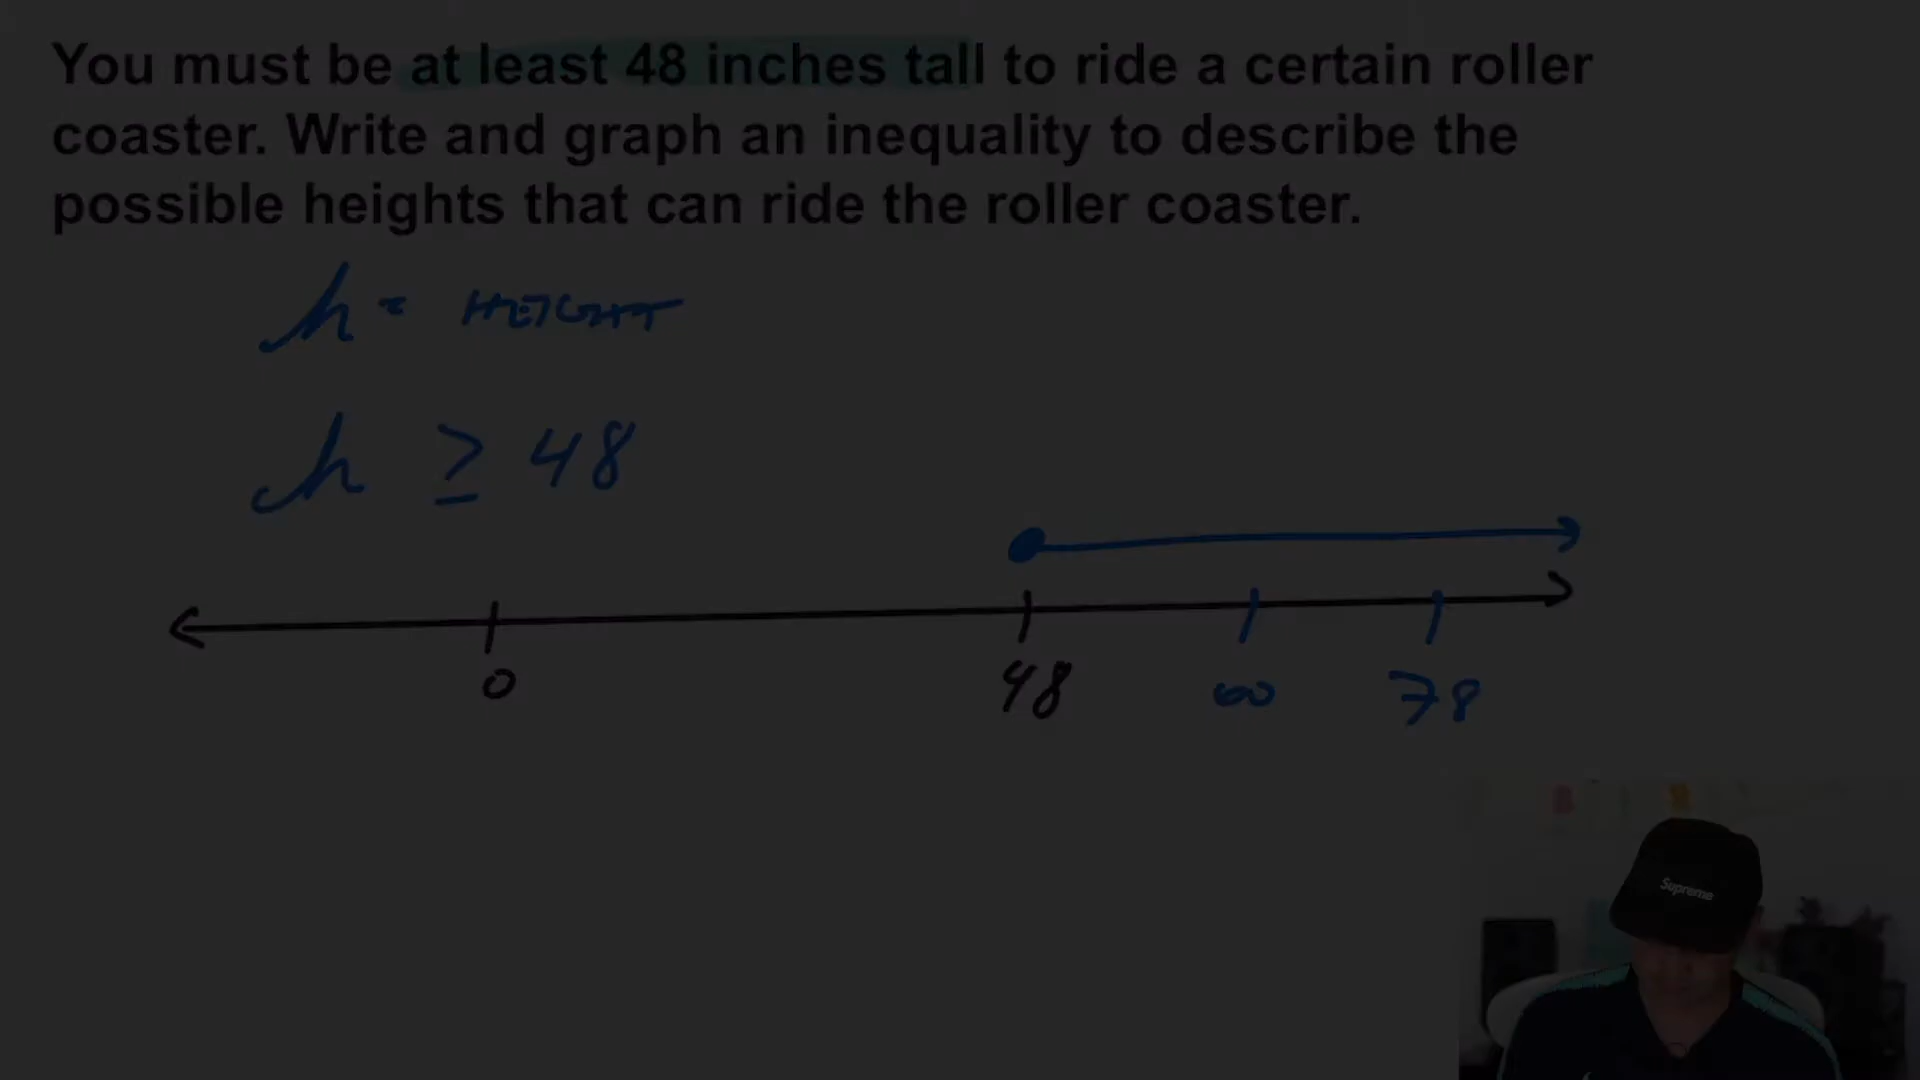 You must be at least 48 inches tall to ride a certain roller
coaster. Write and graph an inequality to describe the
possible heights that can ride the roller coaster.
h = HEIGHT
h ≥ 48
0 48 60 78
Supreme